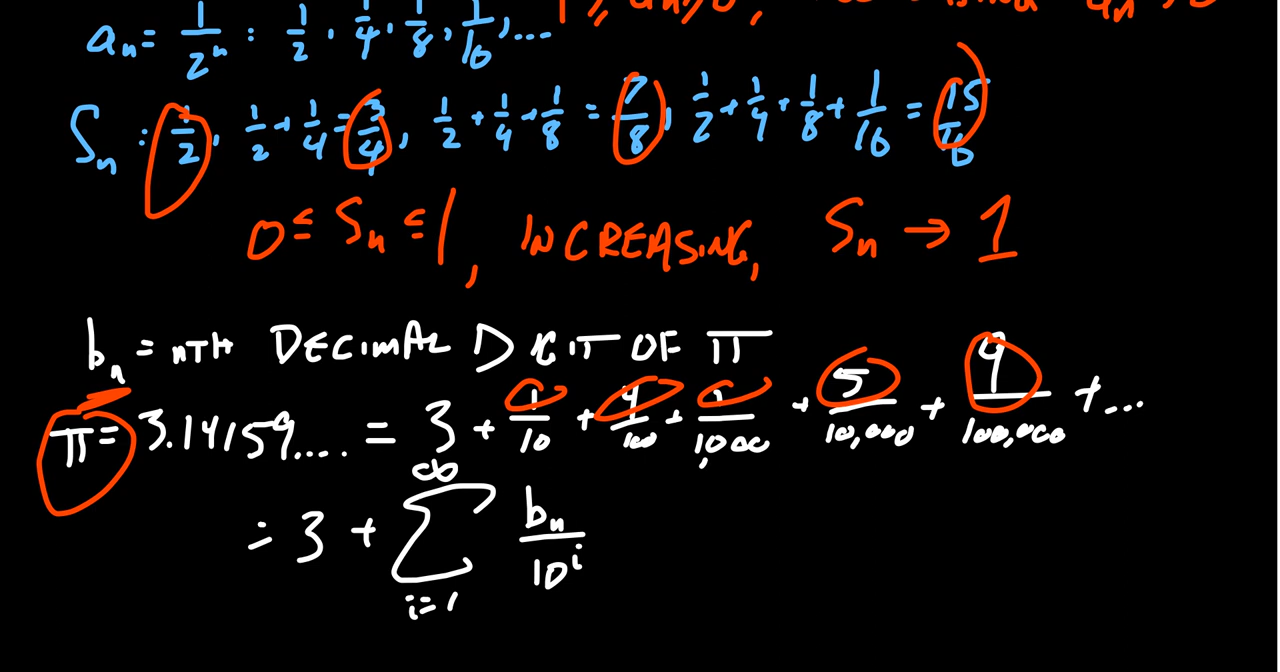 aₙ = 1/2ⁿ : 1/2, 1/4, 1/8, 1/16, ...
Sₙ : 1/2, 1/2 + 1/4 = 3/4, 1/2 + 1/4 + 1/8 = 7/8, 1/2 + 1/4 + 1/8 + 1/16 = 15/16
0 ≤ Sₙ ≤ 1, INCREASING, Sₙ → 1
bₙ = nTH DECIMAL DIGIT OF π
π = 3.14159.... = 3 + 1/10 + 4/100 + 1/1,000 + 5/10,000 + 9/100,000 + ...
= 3 + ∑_{i=1}^{∞} bₙ/10ⁱ